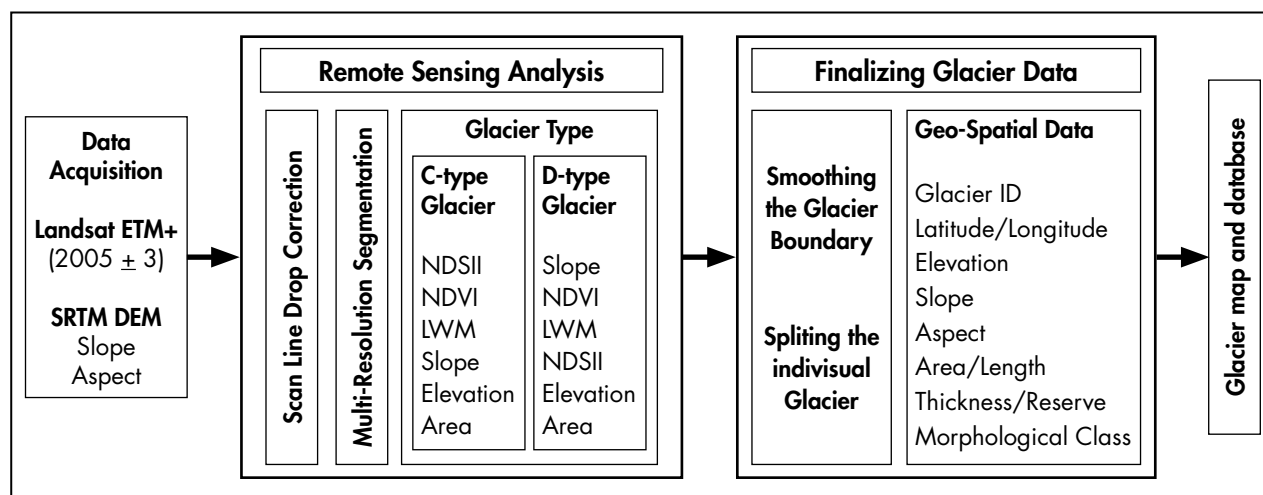 Data
Acquisition
Landsat ETM+
(2005 ± 3)
SRTM DEM
Slope
Aspect
Remote Sensing Analysis
Scan Line Drop Correction
Multi-Resolution Segmentation
Glacier Type
C-type
Glacier
NDSII
NDVI
LWM
Slope
Elevation
Area
D-type
Glacier
Slope
NDVI
LWM
NDSII
Elevation
Area
Finalizing Glacier Data
Smoothing
the Glacier
Boundary
Spliting the
indivisual
Glacier
Geo-Spatial Data
Glacier ID
Latitude/Longitude
Elevation
Slope
Aspect
Area/Length
Thickness/Reserve
Morphological Class
Glacier map and database